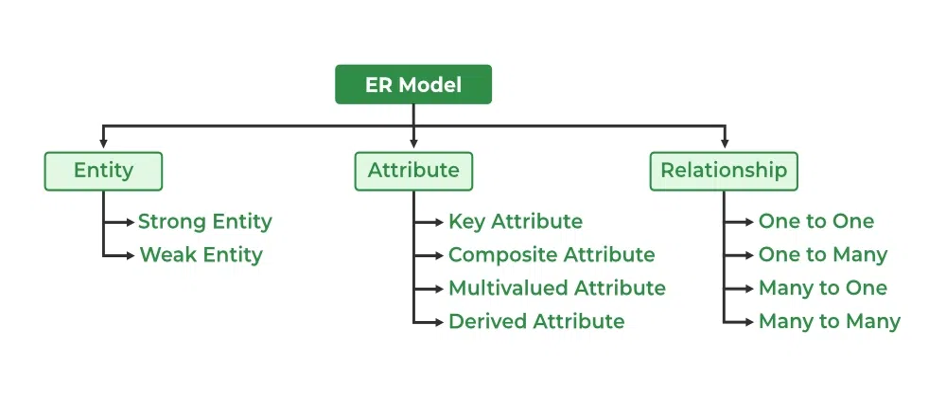 ER Model
Entity
Strong Entity
Weak Entity
Attribute
Key Attribute
Composite Attribute
Multivalued Attribute
Derived Attribute
Relationship
One to One
One to Many
Many to One
Many to Many